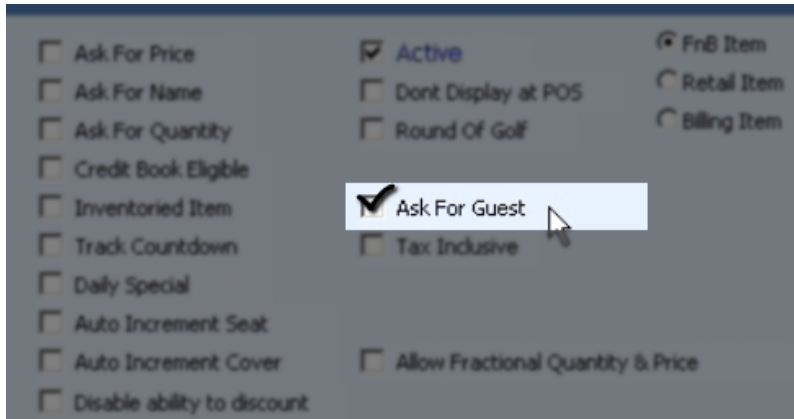 Ask For Price
Ask For Name
Ask For Quantity
Credit Book Eligible
Inventoried Item
Track Countdown
Daily Special
Auto Increment Seat
Auto Increment Cover
Disable ability to discount
Active
Dont Display at POS
Round Of Golf
Ask For Guest
Tax Inclusive
Allow Fractional Quantity & Price
FnB Item
Retail Item
Billing Item